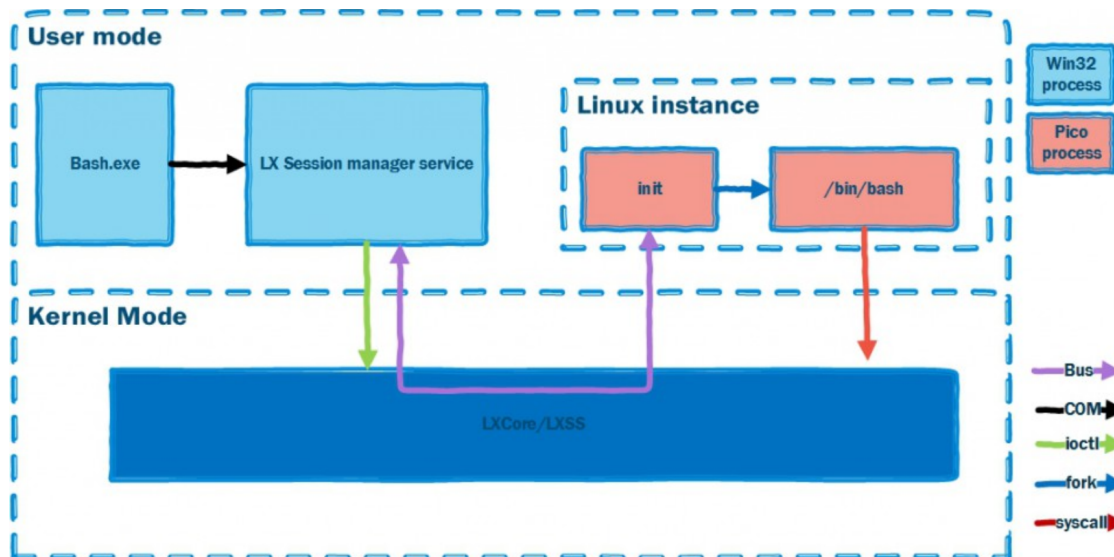 User mode
Bash.exe
LX Session manager service
Linux instance
init
/bin/bash
Win32
process
Pico
process
Kernel Mode
LXCore/LXSS
Bus
COM
ioctl
fork
syscall